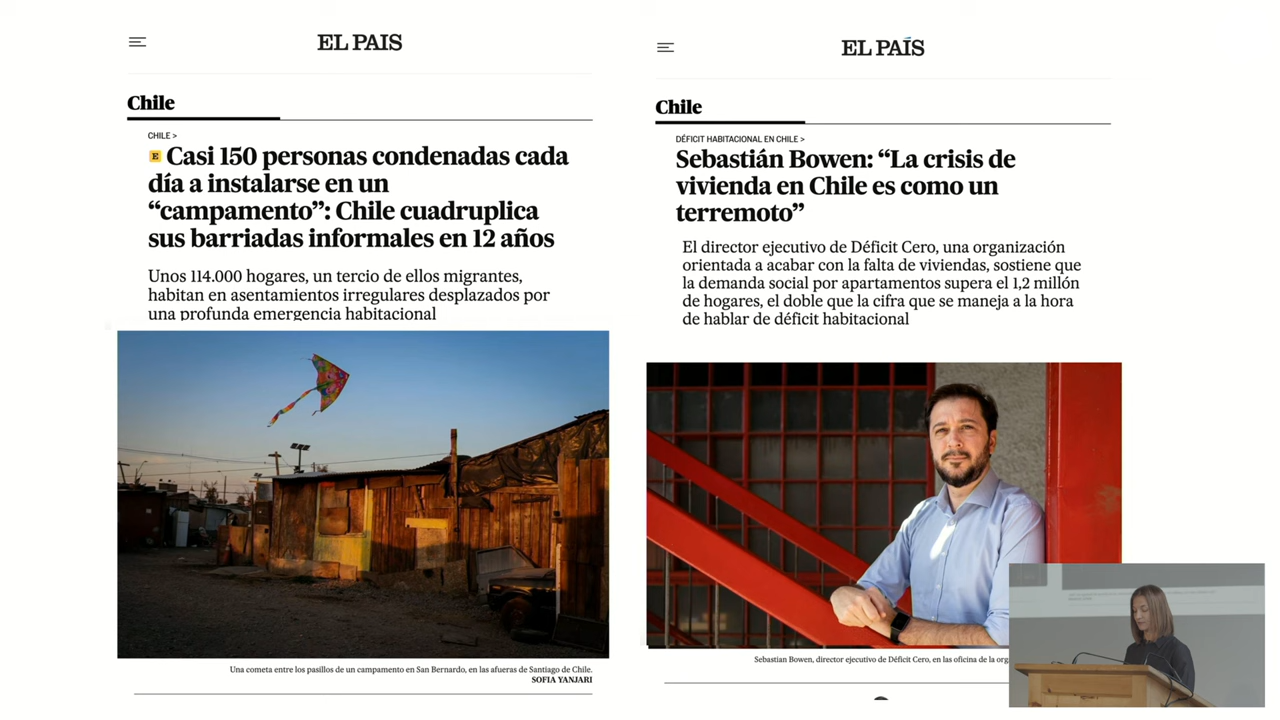 EL PAIS
Chile
CHILE >
E Casi 150 personas condenadas cada
día a instalarse en un
“campamento”: Chile cuadruplica
sus barriadas informales en 12 años
Unos 114.000 hogares, un tercio de ellos migrantes,
habitan en asentamientos irregulares desplazados por
una profunda emergencia habitacional
Una cometa entre los pasillos de un campamento en San Bernardo, en las afueras de Santiago de Chile.
SOFIA YANJARI
EL PAÍS
Chile
DÉFICIT HABITACIONAL EN CHILE >
Sebastián Bowen: “La crisis de
vivienda en Chile es como un
terremoto”
El director ejecutivo de Déficit Cero, una organización
orientada a acabar con la falta de viviendas, sostiene que
la demanda social por apartamentos supera el 1,2 millón
de hogares, el doble que la cifra que se maneja a la hora
de hablar de déficit habitacional
Sebastian Bowen, director ejecutivo de Déficit Cero, en las oficina de la org